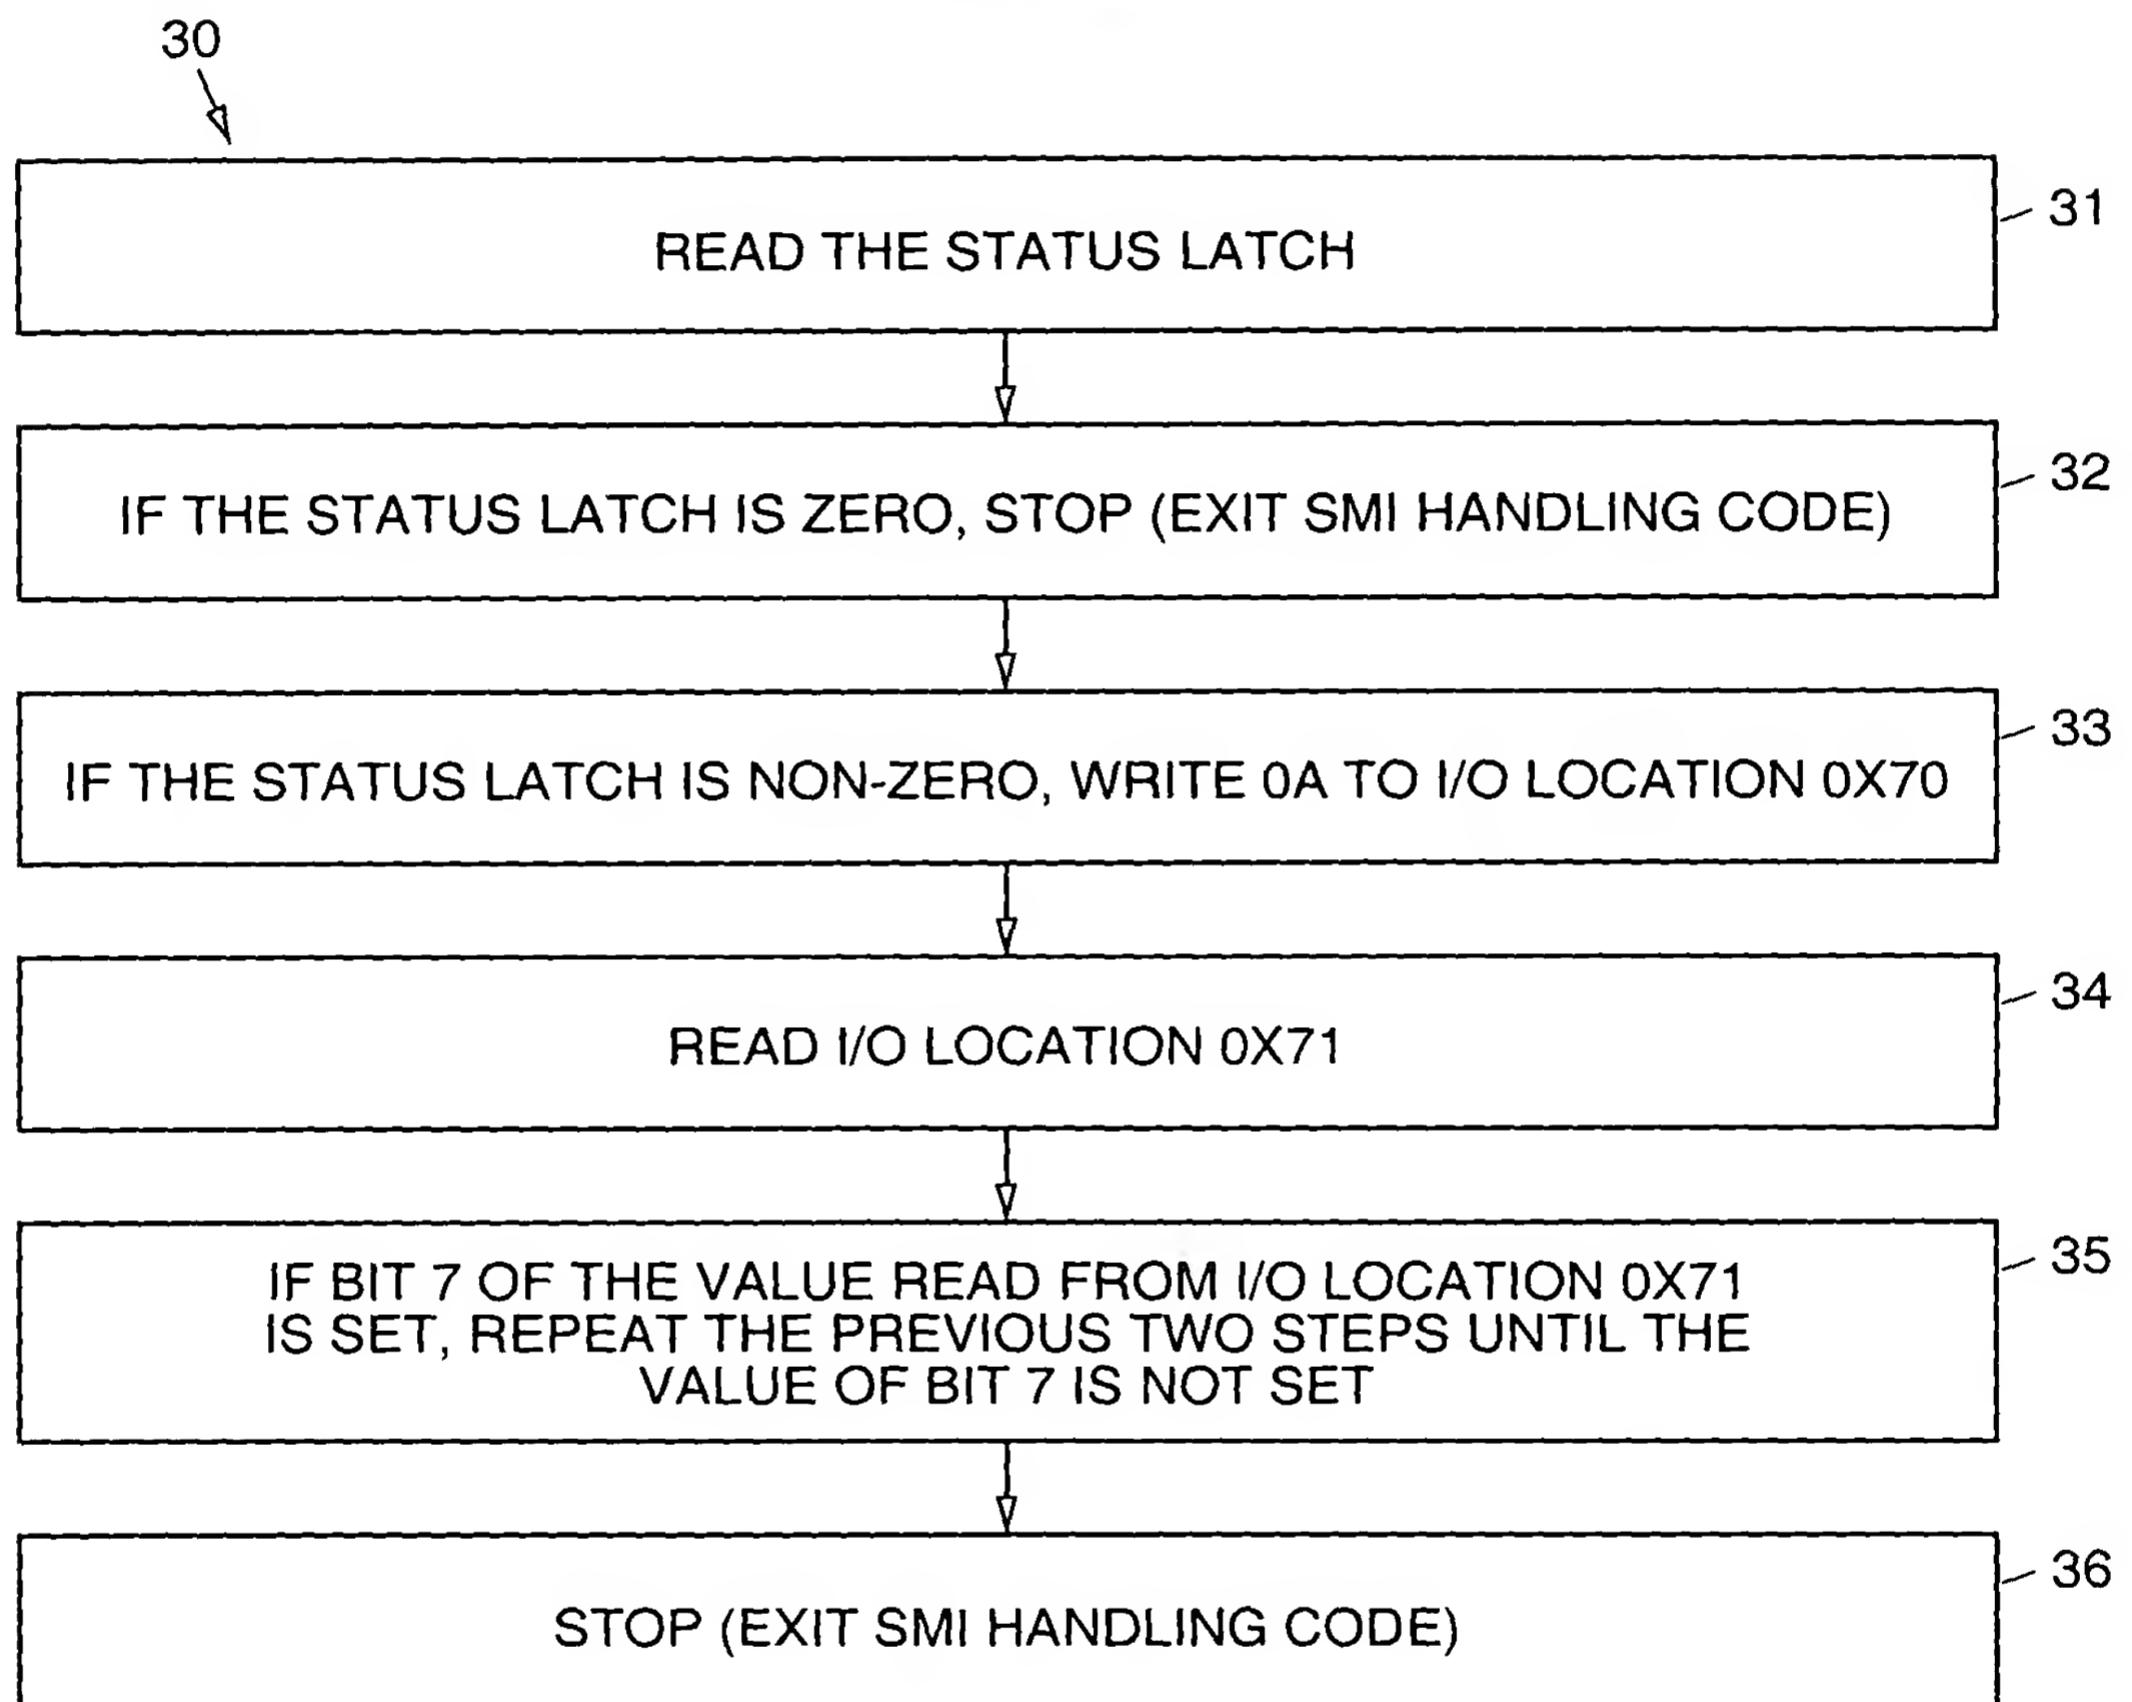 30
READ THE STATUS LATCH
31
IF THE STATUS LATCH IS ZERO, STOP (EXIT SMI HANDLING CODE)
32
IF THE STATUS LATCH IS NON-ZERO, WRITE 0A TO I/O LOCATION 0X70
33
READ I/O LOCATION 0X71
34
IF BIT 7 OF THE VALUE READ FROM I/O LOCATION 0X71
IS SET, REPEAT THE PREVIOUS TWO STEPS UNTIL THE
VALUE OF BIT 7 IS NOT SET
35
STOP (EXIT SMI HANDLING CODE)
36